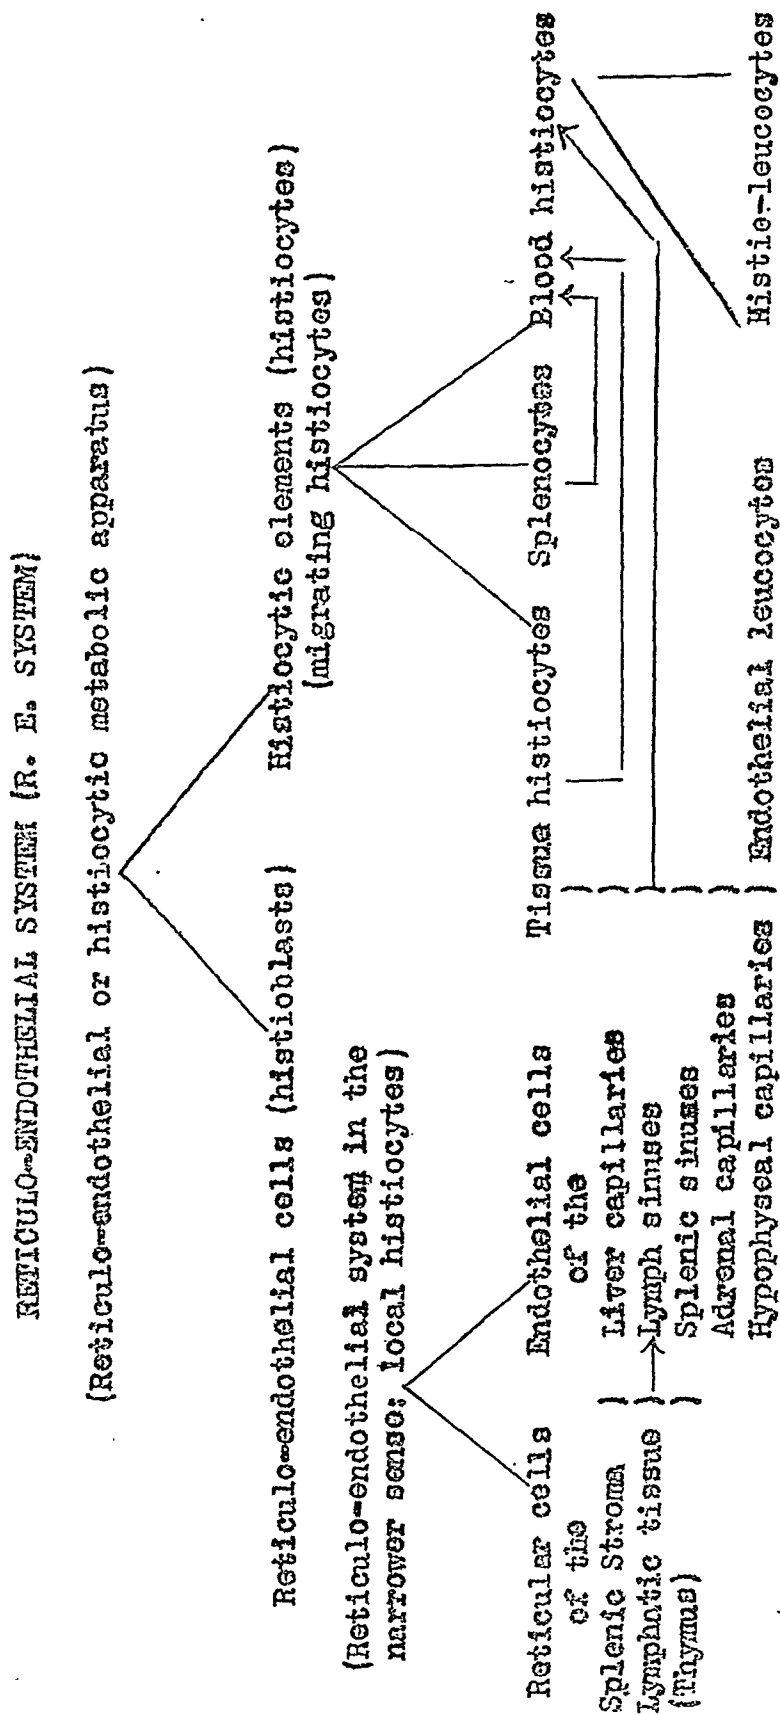 RETICULO-ENDOTHELIAL SYSTEM (R. E. SYSTEM)
(Reticulo-endothelial or histiocytic metabolic apparatus)
Reticulo-endothelial cells (histioblasts)
(Reticulo-endothelial system in the
narrower sense; local histiocytes)
Histiocytic elements (histiocytes)
(migrating histiocytes)
Reticular cells
of the
Splenic Stroma )
Lymphatic tissue )
(Thymus) )
Endothelial cells
of the
Liver capillaries
Lymph sinuses
Splenic sinuses
Adrenal capillaries
Hypophyseal capillaries
Tissue histiocytes Splenocytes Blood histiocytes
Endothelial leucocytes Histie-leucocytes